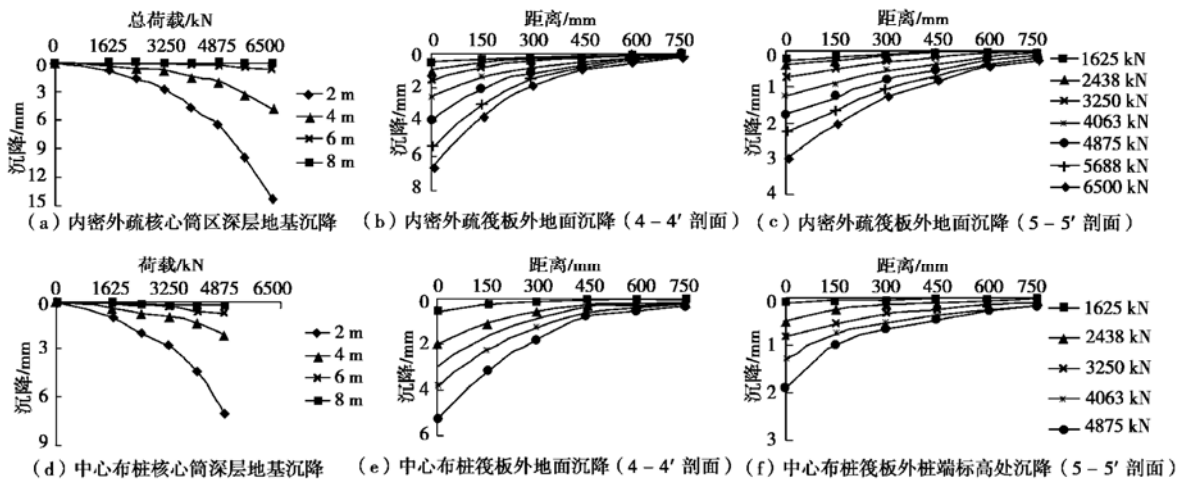 总荷载/kN
0 1625 3250 4875 6500
0
3
6
9
12
15
沉降/mm
2 m
4 m
6 m
8 m
(a) 内密外疏核心筒区深层地基沉降
距离/mm
0 150 300 450 600 750
0
2
4
6
8
沉降/mm
(b) 内密外疏筏板外地面沉降 (4-4′ 剖面)
距离/mm
0 150 300 450 600 750
0
1
2
3
4
沉降/mm
1625 kN
2438 kN
3250 kN
4063 kN
4875 kN
5688 kN
6500 kN
(c) 内密外疏筏板外地面沉降 (5-5′ 剖面)
荷载/kN
0 1625 3250 4875 6500
0
3
6
9
沉降/mm
2 m
4 m
6 m
8 m
(d) 中心布桩核心筒深层地基沉降
距离/mm
0 150 300 450 600 750
0
2
4
6
沉降/mm
(e) 中心布桩筏板外地面沉降 (4-4′ 剖面)
距离/mm
0 150 300 450 600 750
0
1
2
3
沉降/mm
1625 kN
2438 kN
3250 kN
4063 kN
4875 kN
(f) 中心布桩筏板外桩端标高处沉降 (5-5′ 剖面)